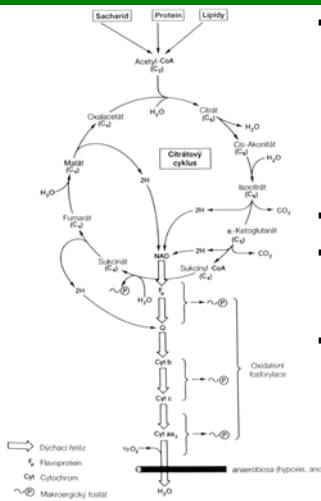 Sacharid Protein Lipidy
Acetyl-CoA
(C₂)
Oxalacetát
(C₄)
H₂O
Citrát
(C₆)
H₂O
Cis-Akonitát
(C₆)
Malát
(C₄)
Citrátový
cyklus
H₂O
2H
Isocitrát
(C₆)
H₂O
2H
CO₂
Fumarát
(C₄)
α-Ketoglutarát
(C₅)
NAD
2H
CO₂
Sukcinát
(C₄)
Sukcinyl-CoA
(C₄)
~P
H₂O
Fₚ
~P
2H
Q
Cyt b
~P
Oxidativní
fosforylace
Cyt c
Cyt aa₃
~P
½O₂
Dýchací řetěz
Fₚ Flavoprotein
Cyt Cytochrom
~P Makroergický fosfát
anaerobiosa (hypoxie, ano
H₂O